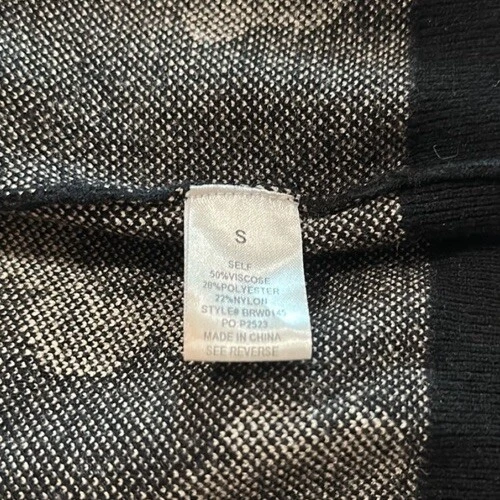 S
SELF
50%VISCOSE
28%POLYESTER
22%NYLON
STYLE# BRW0145
PO P2523
MADE IN CHINA
SEE REVERSE